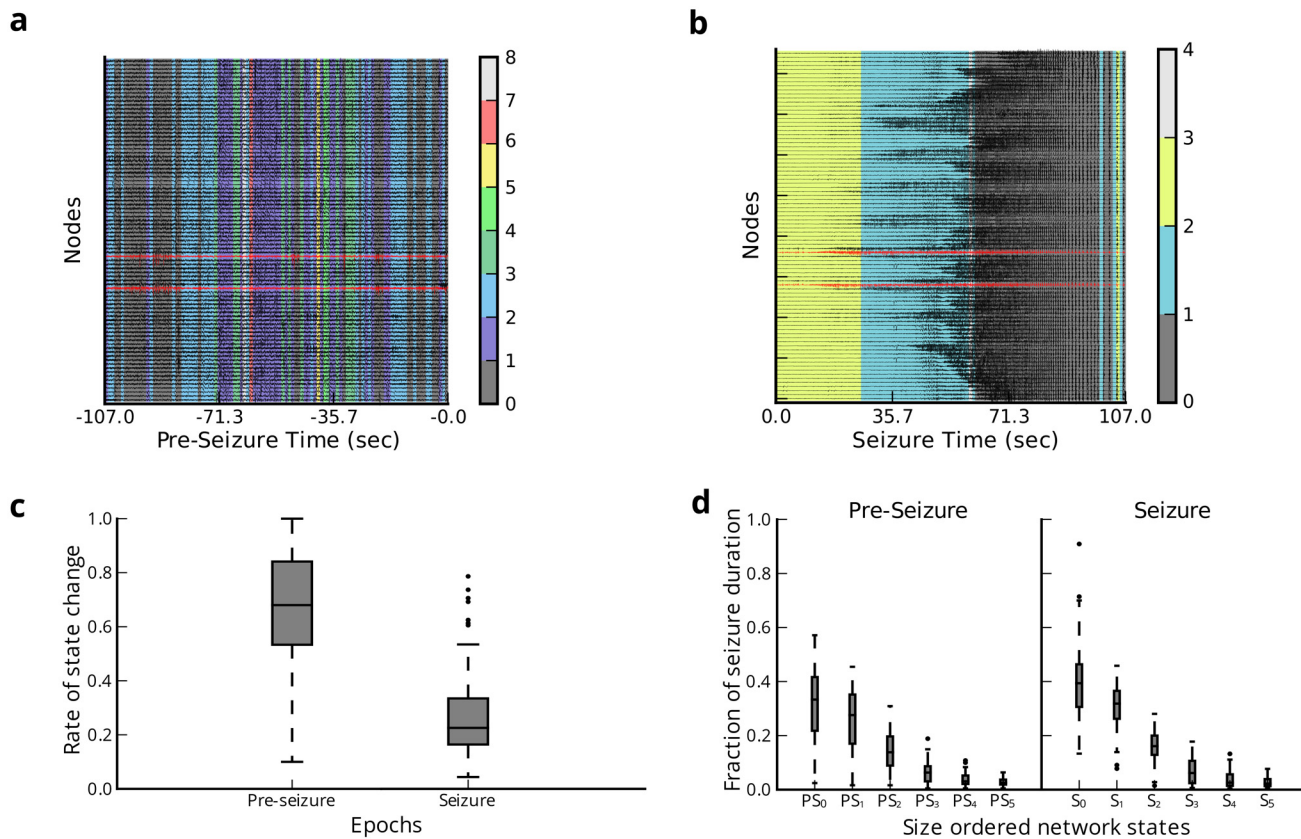 a
8
7
6
5
4
3
2
1
0
Nodes
-107.0 -71.3 -35.7 -0.0
Pre-Seizure Time (sec)
b
4
3
2
1
0
Nodes
0.0 35.7 71.3 107.0
Seizure Time (sec)
c
1.0
0.8
0.6
0.4
0.2
0.0
Rate of state change
Pre-seizure Seizure
Epochs
d
Pre-Seizure Seizure
1.0
0.8
0.6
0.4
0.2
0.0
Fraction of seizure duration
PS₀ PS₁ PS₂ PS₃ PS₄ PS₅ S₀ S₁ S₂ S₃ S₄ S₅
Size ordered network states